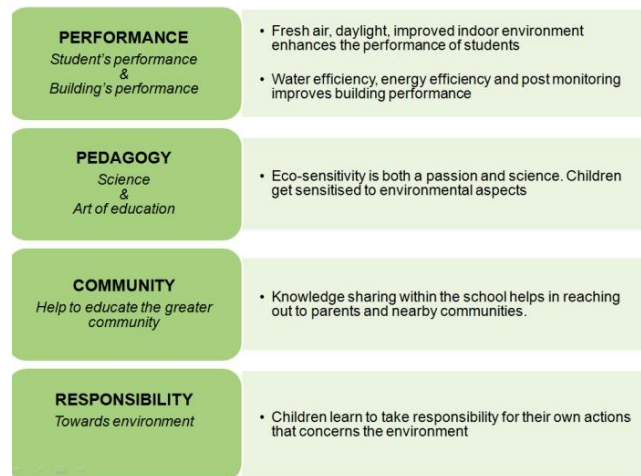 PERFORMANCE
Student's performance
&
Building's performance
• Fresh air, daylight, improved indoor environment
enhances the performance of students
• Water efficiency, energy efficiency and post monitoring
improves building performance
PEDAGOGY
Science
&
Art of education
• Eco-sensitivity is both a passion and science. Children
get sensitised to environmental aspects
COMMUNITY
Help to educate the greater
community
• Knowledge sharing within the school helps in reaching
out to parents and nearby communities.
RESPONSIBILITY
Towards environment
• Children learn to take responsibility for their own actions
that concerns the environment